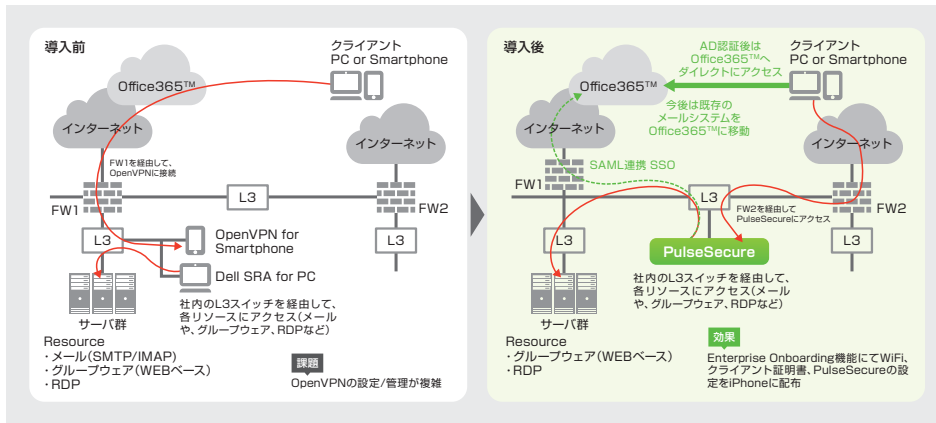 導入前
クライアント
PC or Smartphone
Office365™
インターネット
FW1を経由して、
OpenVPNに接続
FW1
L3
FW2
L3
L3
OpenVPN for
Smartphone
Dell SRA for PC
サーバ群
社内のL3スイッチを経由して、
各リソースにアクセス(メール
や、グループウェア、RDPなど)
Resource
・メール(SMTP/IMAP)
・グループウェア(WEBベース)
・RDP
課題
OpenVPNの設定/管理が複雑
導入後
AD認証後は
Office365™へ
ダイレクトにアクセス
クライアント
PC or Smartphone
Office365™
今後は既存の
メールシステムを
Office365™に移動
インターネット
インターネット
SAML連携 SSO
FW1
L3
FW2を経由して
PulseSecureにアクセス
FW2
L3
L3
PulseSecure
サーバ群
社内のL3スイッチを経由して、
各リソースにアクセス(メール
や、グループウェア、RDPなど)
Resource
・グループウェア(WEBベース)
・RDP
効果
Enterprise Onboarding機能にてWiFi、
クライアント証明書、PulseSecureの設
定をiPhoneに配布